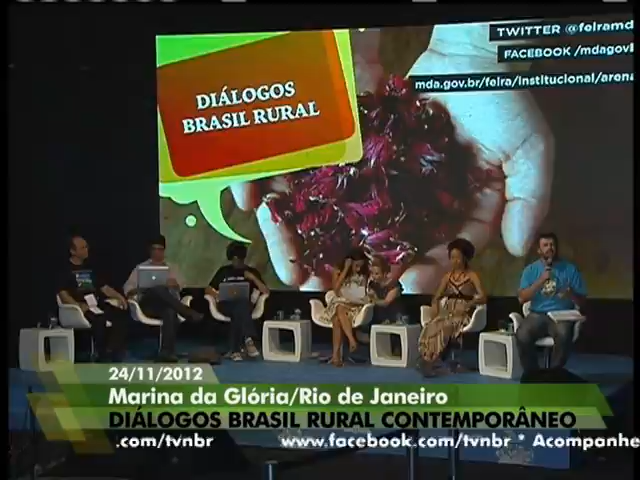 TWITTER @feiramd
FACEBOOK /mdagovl
mda.gov.br/feira/institucional/arena
DIÁLOGOS
BRASIL RURAL
24/11/2012
Marina da Glória/Rio de Janeiro
DIÁLOGOS BRASIL RURAL CONTEMPORÂNEO
.com/tvnbr www.facebook.com/tvnbr * Acompanhe